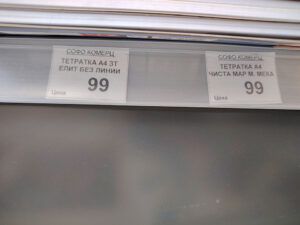 СОФО КОМЕРЦ
ТЕТРАТКА А4 3Т
ЕЛИТ БЕЗ ЛИНИИ
99
Цена
СОФО КОМЕРЦ
ТЕТРАТКА А4
ЧИСТА МАР М. МЕКА
99
Цена